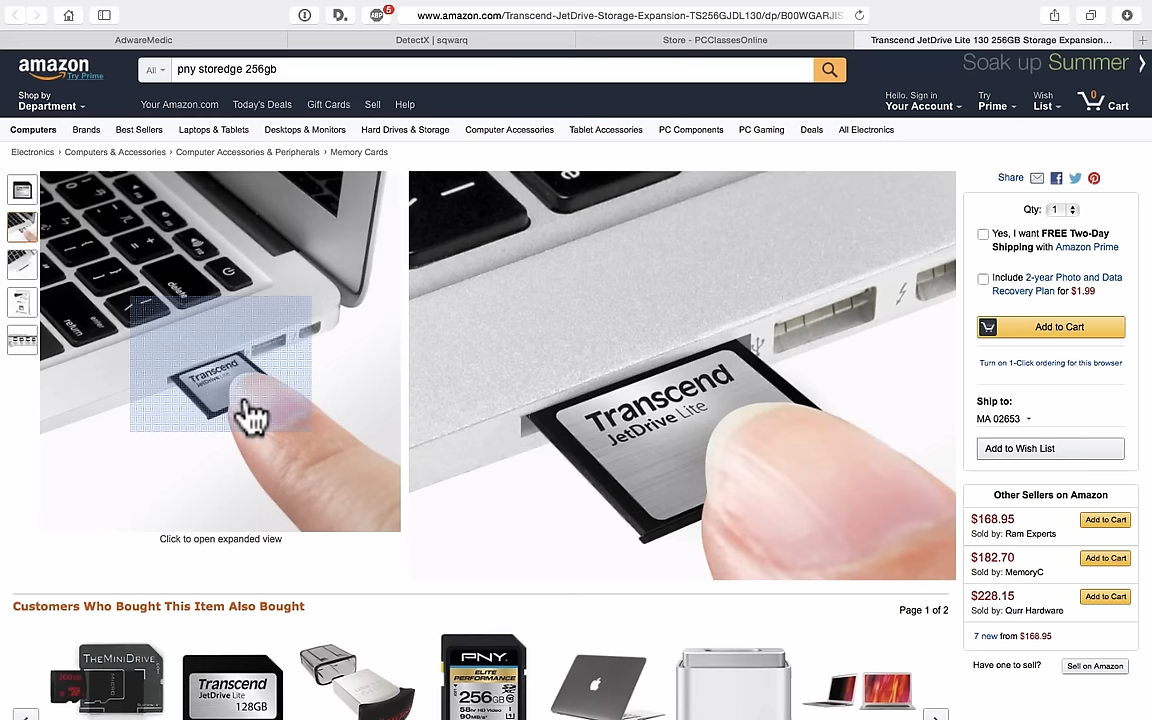 ABP
5
www.amazon.com/Transcend-JetDrive-Storage-Expansion-TS256GJDL130/dp/B00WGARJIS
AdwareMedic
DetectX | sqwarq
Store - PCClassesOnline
Transcend JetDrive Lite 130 256GB Storage Expansion...
amazon
Try Prime
All
pny storedge 256gb
Soak up Summer
Shop by
Department
Your Amazon.com
Today's Deals
Gift Cards
Sell
Help
Hello. Sign in
Your Account
Try
Prime
Wish
List
0
Cart
Computers
Brands
Best Sellers
Laptops & Tablets
Desktops & Monitors
Hard Drives & Storage
Computer Accessories
Tablet Accessories
PC Components
PC Gaming
Deals
All Electronics
Electronics › Computers & Accessories › Computer Accessories & Peripherals › Memory Cards
delete
return
enter
Transcend
JetDrive Lite
Transcend
JetDrive Lite
Click to open expanded view
Share
Qty: 1
Yes, I want FREE Two-Day
Shipping with Amazon Prime
Include 2-year Photo and Data
Recovery Plan for $1.99
Add to Cart
Turn on 1-Click ordering for this browser
Ship to:
MA 02653
Add to Wish List
Other Sellers on Amazon
$168.95
Add to Cart
Sold by: Ram Experts
$182.70
Add to Cart
Sold by: MemoryC
$228.15
Add to Cart
Sold by: Qurr Hardware
7 new from $168.95
Have one to sell?
Sell on Amazon
Customers Who Bought This Item Also Bought
Page 1 of 2
THEMINIDRIVE
Transcend
JetDrive Lite
128GB
PNY
ELITE
PERFORMANCE
256GB
58hr HD Video
90MB/s